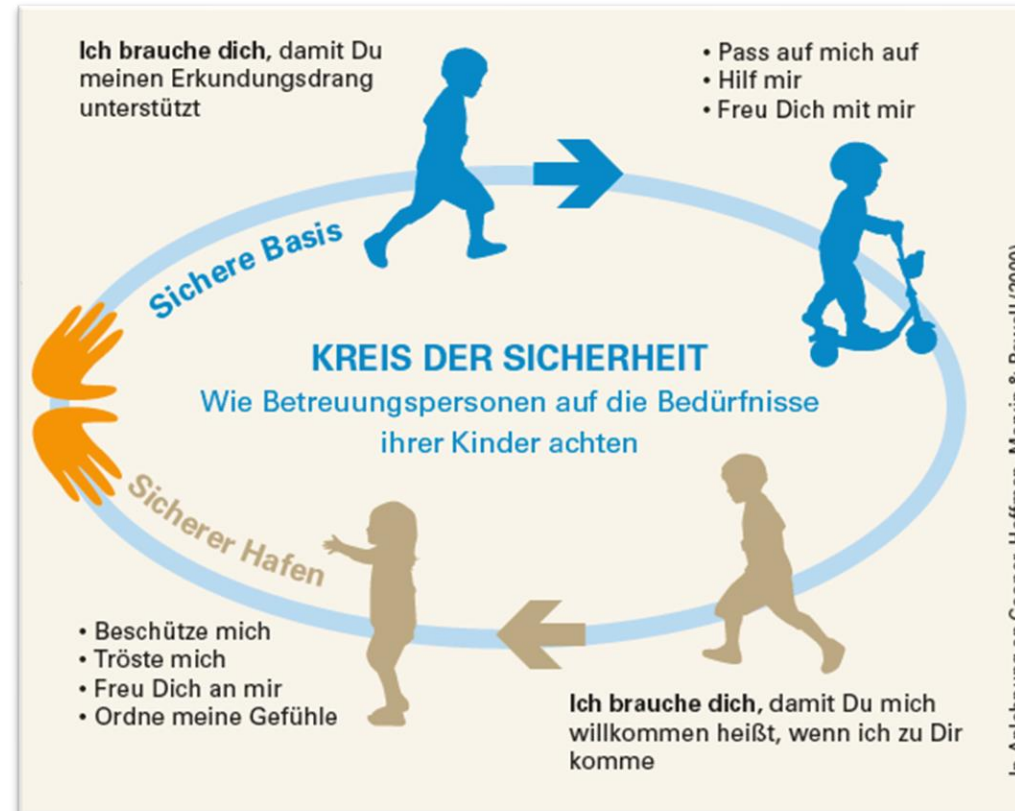 Ich brauche dich, damit Du
meinen Erkundungsdrang
unterstützt
• Pass auf mich auf
• Hilf mir
• Freu Dich mit mir
Sichere Basis
KREIS DER SICHERHEIT
Wie Betreuungspersonen auf die Bedürfnisse
ihrer Kinder achten
Sicherer Hafen
• Beschütze mich
• Tröste mich
• Freu Dich an mir
• Ordne meine Gefühle
Ich brauche dich, damit Du mich
willkommen heißt, wenn ich zu Dir
komme